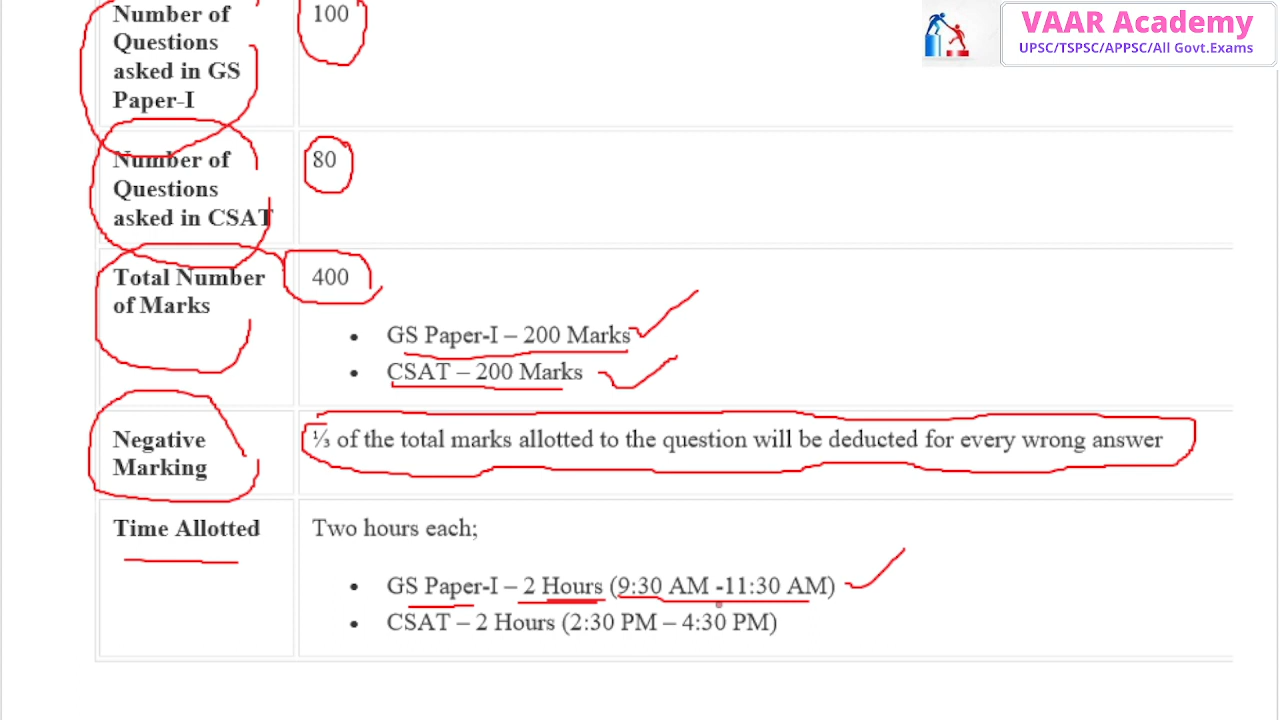 VAAR Academy
UPSC/TSPSC/APPSC/All Govt.Exams
Number of
Questions
asked in GS
Paper-I
100
Number of
Questions
asked in CSAT
80
Total Number
of Marks
400
• GS Paper-I – 200 Marks
• CSAT – 200 Marks
Negative
Marking
⅓ of the total marks allotted to the question will be deducted for every wrong answer
Time Allotted
Two hours each;
• GS Paper-I – 2 Hours (9:30 AM -11:30 AM)
• CSAT – 2 Hours (2:30 PM – 4:30 PM)